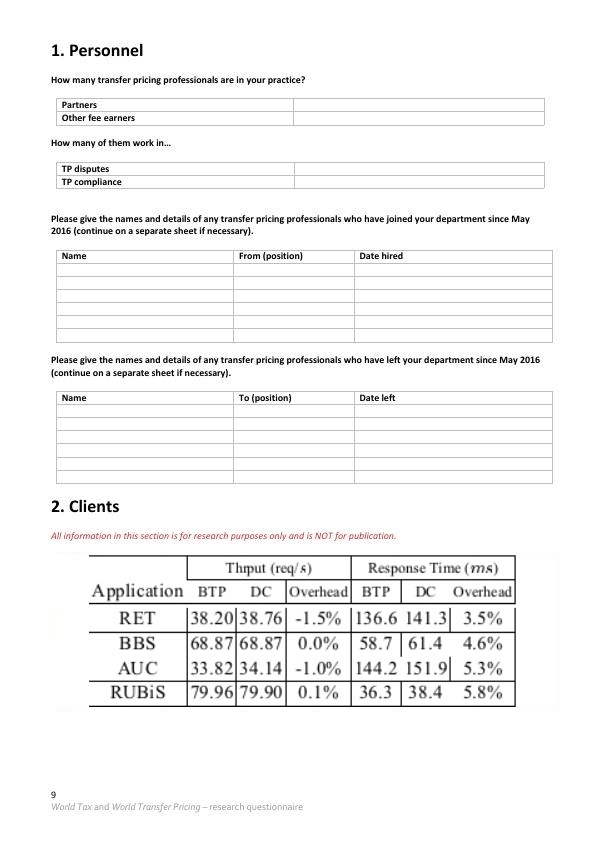 1. Personnel
How many transfer pricing professionals are in your practice?
Partners
Other fee earners
How many of them work in…
TP disputes
TP compliance
Please give the names and details of any transfer pricing professionals who have joined your department since May
2016 (continue on a separate sheet if necessary).
Name From (position) Date hired
Please give the names and details of any transfer pricing professionals who have left your department since May 2016
(continue on a separate sheet if necessary).
Name To (position) Date left
2. Clients
All information in this section is for research purposes only and is NOT for publication.
Thrput (req/s) Response Time (ms)
Application BTP DC Overhead BTP DC Overhead
RET 38.20 38.76 -1.5% 136.6 141.3 3.5%
BBS 68.87 68.87 0.0% 58.7 61.4 4.6%
AUC 33.82 34.14 -1.0% 144.2 151.9 5.3%
RUBiS 79.96 79.90 0.1% 36.3 38.4 5.8%
9
World Tax and World Transfer Pricing – research questionnaire